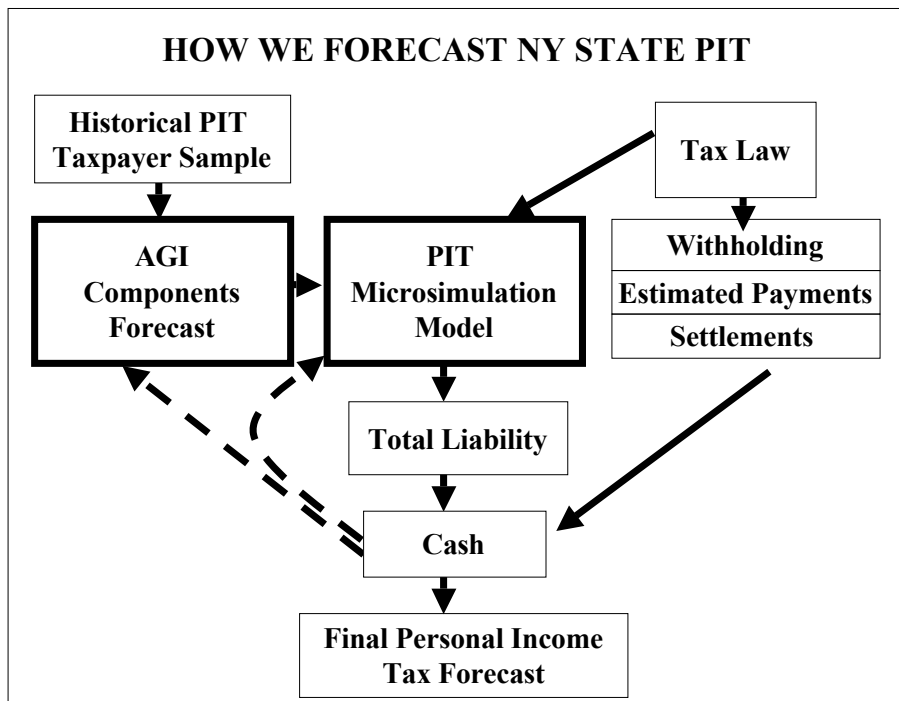 HOW WE FORECAST NY STATE PIT
Historical PIT
Taxpayer Sample
Tax Law
AGI
Components
Forecast
PIT
Microsimulation
Model
Withholding
Estimated Payments
Settlements
Total Liability
Cash
Final Personal Income
Tax Forecast